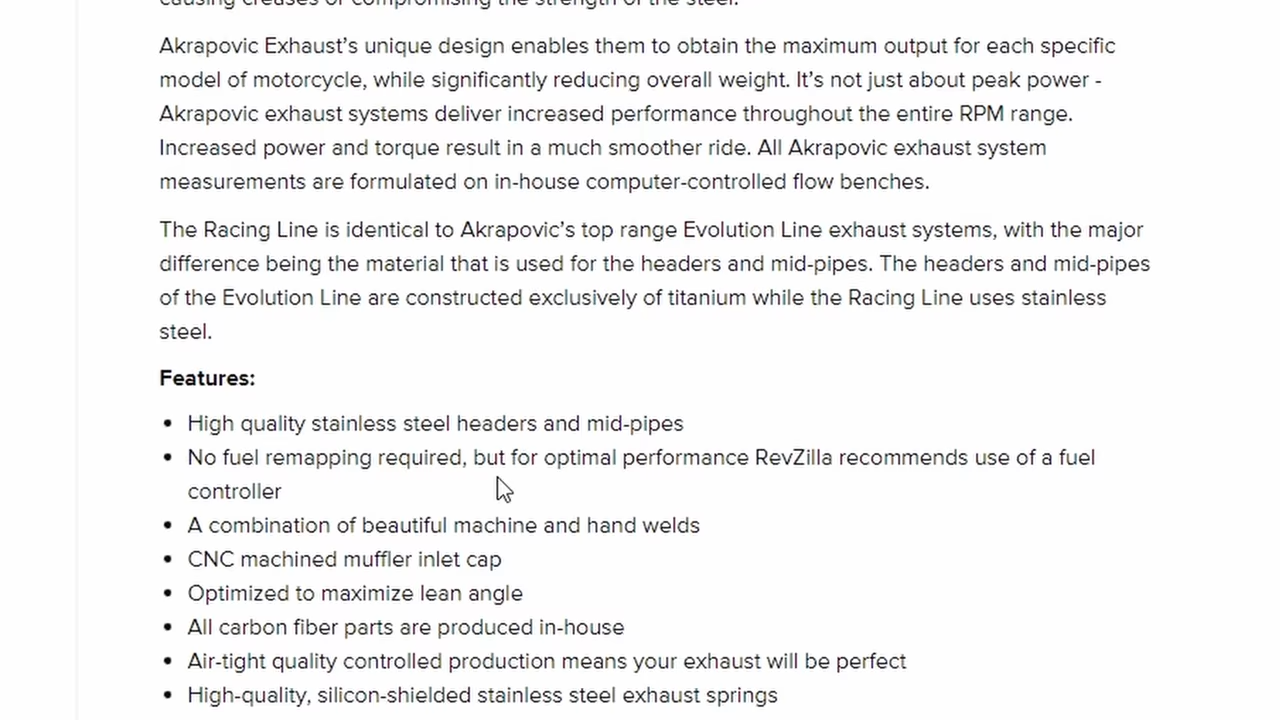 causing creases or compromising the strength of the steel.
Akrapovic Exhaust’s unique design enables them to obtain the maximum output for each specific
model of motorcycle, while significantly reducing overall weight. It’s not just about peak power -
Akrapovic exhaust systems deliver increased performance throughout the entire RPM range.
Increased power and torque result in a much smoother ride. All Akrapovic exhaust system
measurements are formulated on in-house computer-controlled flow benches.
The Racing Line is identical to Akrapovic’s top range Evolution Line exhaust systems, with the major
difference being the material that is used for the headers and mid-pipes. The headers and mid-pipes
of the Evolution Line are constructed exclusively of titanium while the Racing Line uses stainless
steel.
Features:
• High quality stainless steel headers and mid-pipes
• No fuel remapping required, but for optimal performance RevZilla recommends use of a fuel
controller
• A combination of beautiful machine and hand welds
• CNC machined muffler inlet cap
• Optimized to maximize lean angle
• All carbon fiber parts are produced in-house
• Air-tight quality controlled production means your exhaust will be perfect
• High-quality, silicon-shielded stainless steel exhaust springs